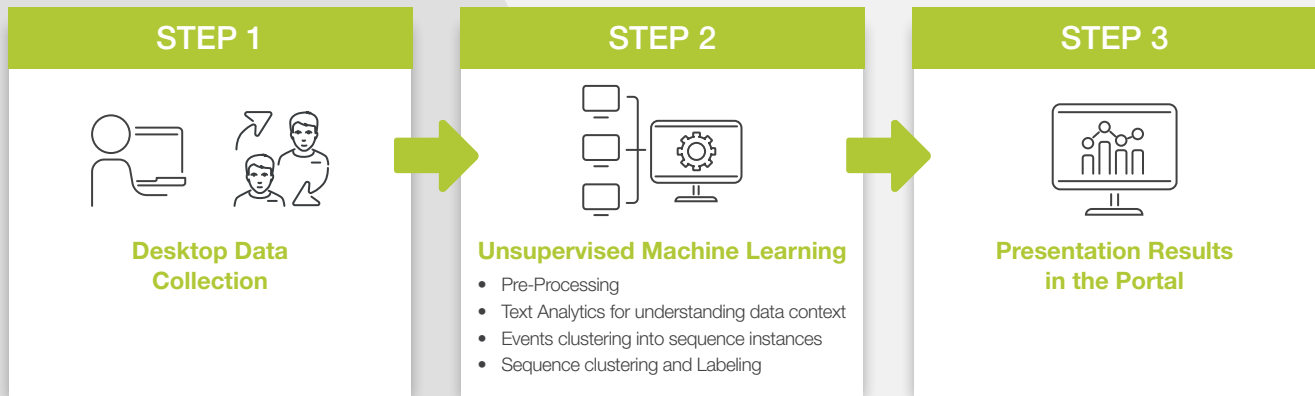 STEP 1
Desktop Data
Collection
STEP 2
Unsupervised Machine Learning
• Pre-Processing
• Text Analytics for understanding data context
• Events clustering into sequence instances
• Sequence clustering and Labeling
STEP 3
Presentation Results
in the Portal